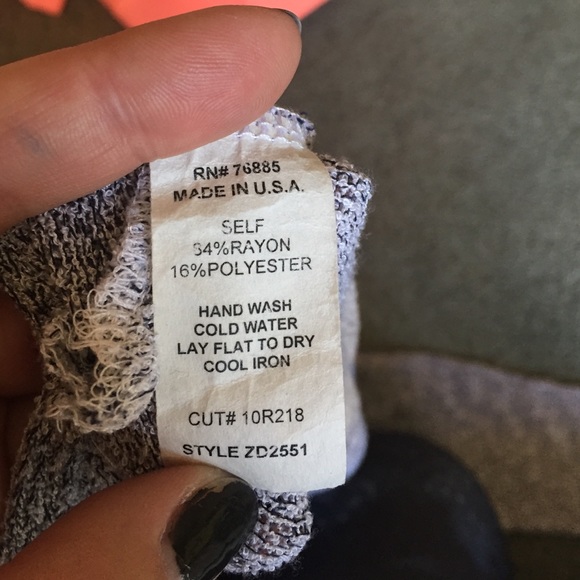 RN# 76885
MADE IN U.S.A.
SELF
34%RAYON
16%POLYESTER
HAND WASH
COLD WATER
LAY FLAT TO DRY
COOL IRON
CUT# 10R218
STYLE ZD2551